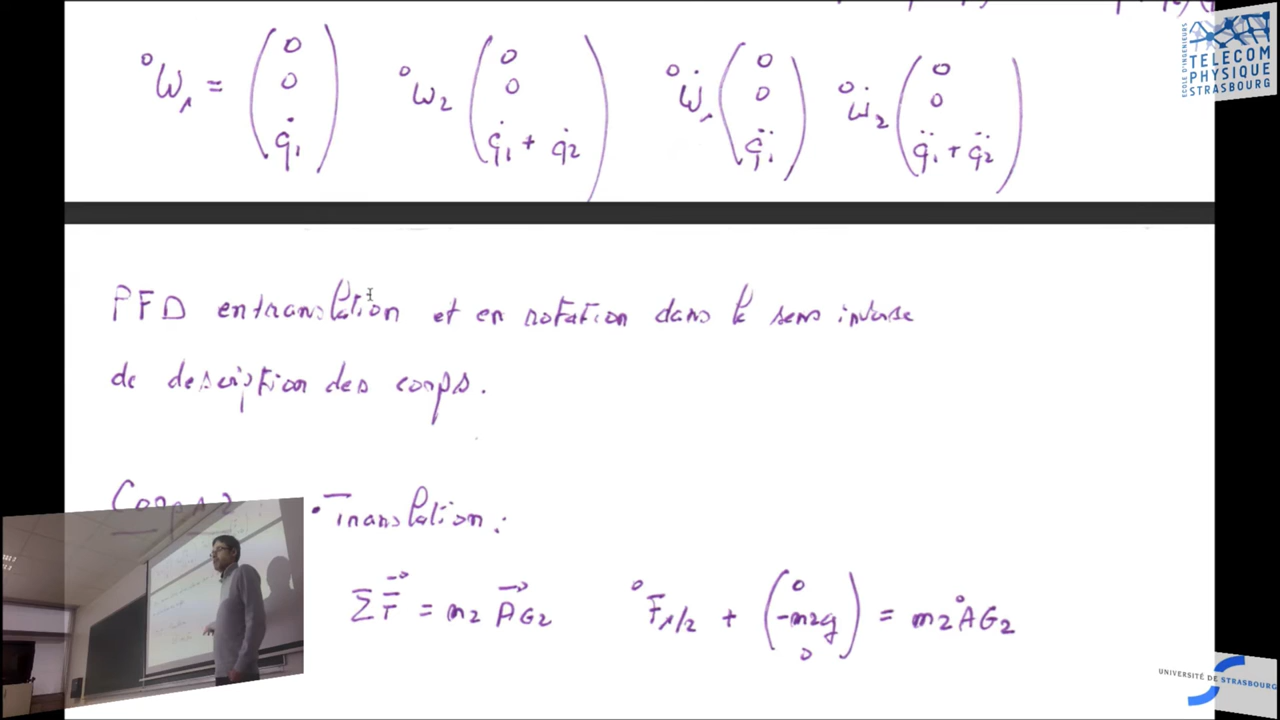 ⁰ω₁ = (0 0 q̇₁) ⁰ω₂ (0 0 q̇₁ + q̇₂) ⁰ω̇₁ (0 0 q̈₁) ⁰ω̇₂ (0 0 q̈₁ + q̈₂)
PFD en translation et en rotation dans le sens inverse
de description des corps.
Corps 2 • Translation :
Σ F⃗ = m₂ A⃗G₂ ⁰F₁/₂ + (0 -m₂g 0) = m₂ ⁰AG₂
ECOLE D'INGENIEURS
TELECOM
PHYSIQUE
STRASBOURG
UNIVERSITÉ DE STRASBOURG